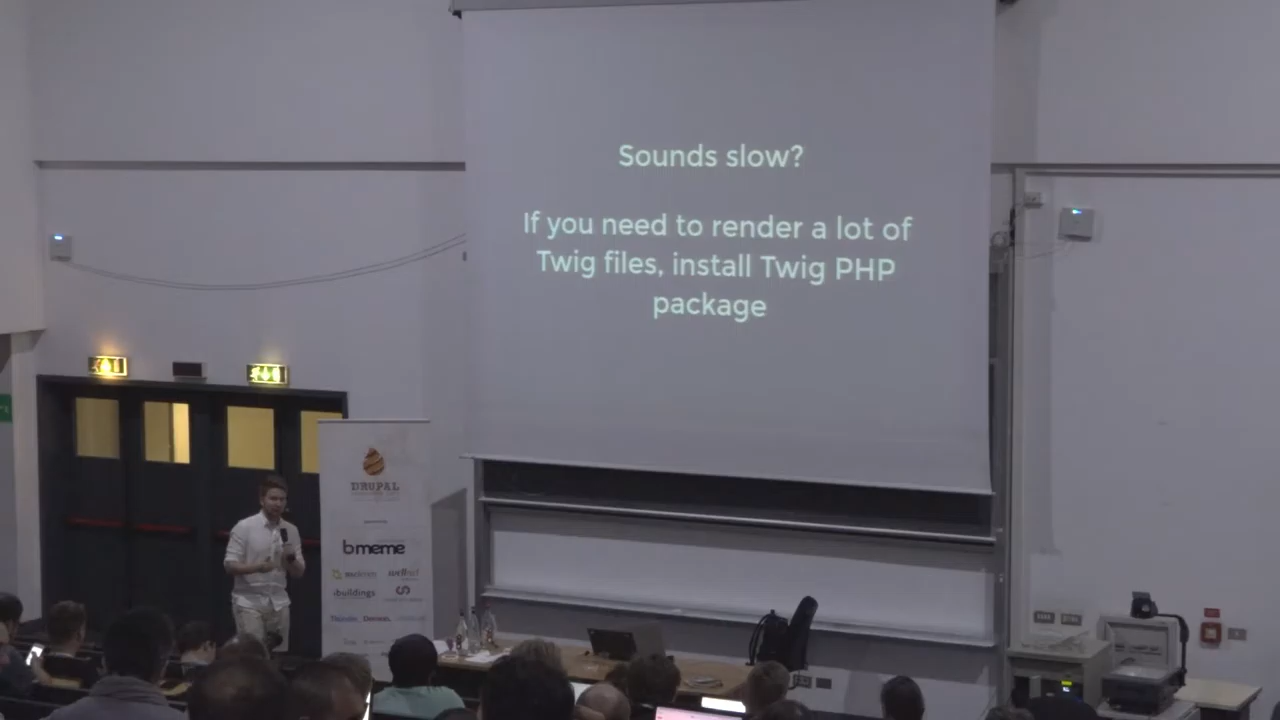 Sounds slow?
If you need to render a lot of
Twig files, install Twig PHP
package
DRUPAL
bmeme
ibuildings